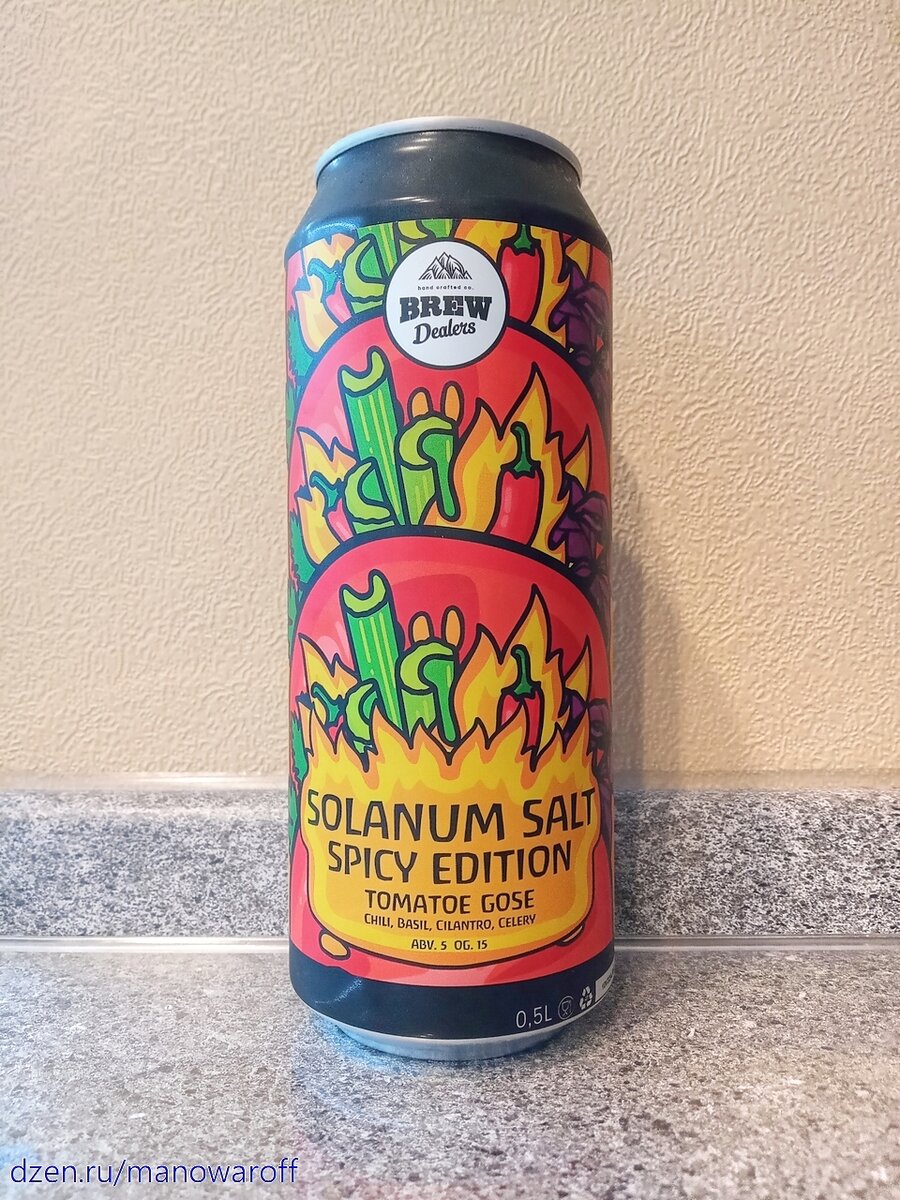 hand crafted co.
BREW
Dealers
SOLANUM SALT
SPICY EDITION
TOMATOE GOSE
CHILI, BASIL, CILANTRO, CELERY
ABV. 5 OG. 15
0,5L
dzen.ru/manowaroff